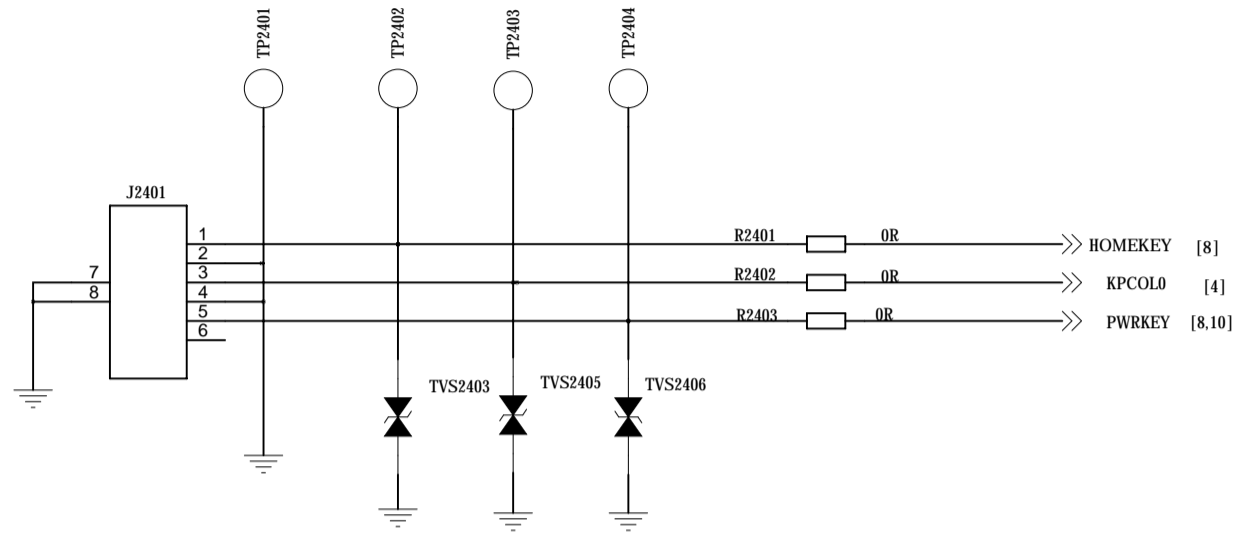 TP2401
TP2402
TP2403
TP2404
J2401
1
2
3
4
5
6
7
8
R2401 0R HOMEKEY [8]
R2402 0R KPCOL0 [4]
R2403 0R PWRKEY [8,10]
TVS2403
TVS2405
TVS2406